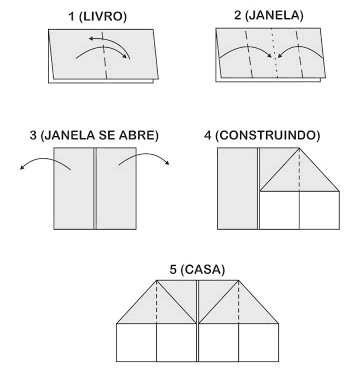 1 (LIVRO)
2 (JANELA)
3 (JANELA SE ABRE)
4 (CONSTRUINDO)
5 (CASA)